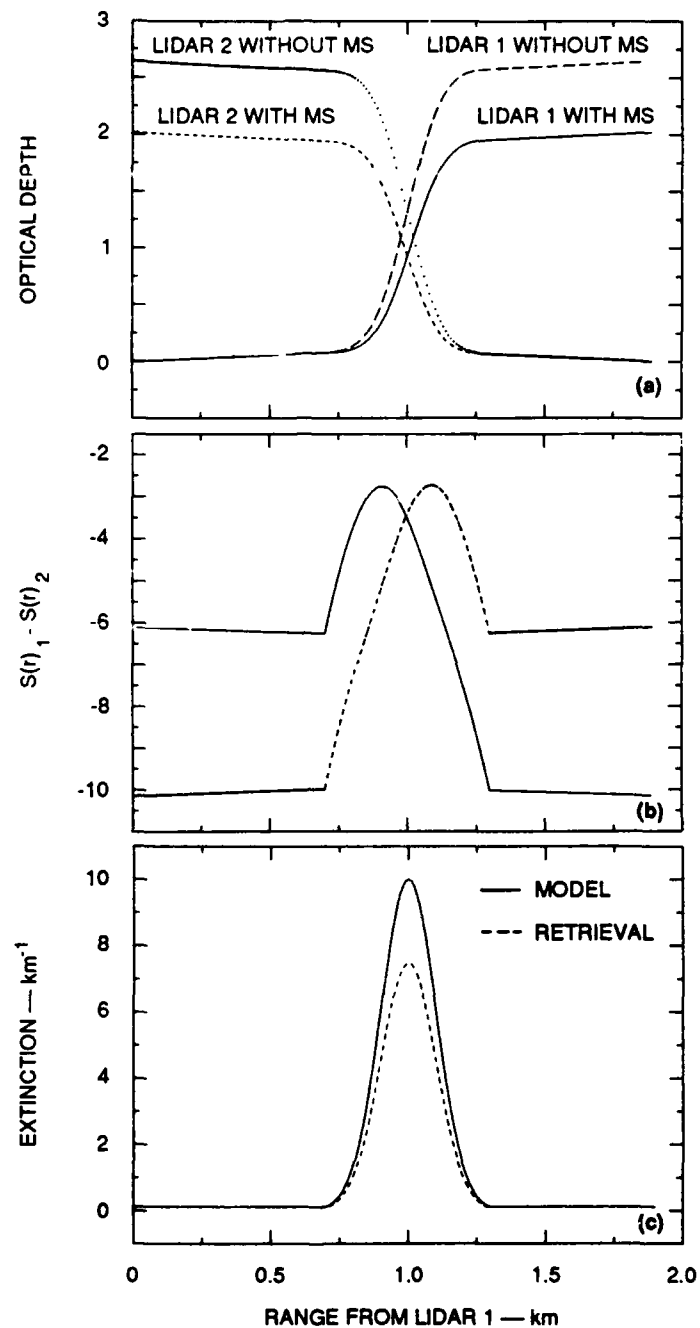 3
LIDAR 2 WITHOUT MS LIDAR 1 WITHOUT MS
2
LIDAR 2 WITH MS LIDAR 1 WITH MS
OPTICAL DEPTH
1
0
(a)
-2
-4
S(r)1 - S(r)2
-6
-8
-10
(b)
10
MODEL
8
RETRIEVAL
EXTINCTION — km-1
6
4
2
0
(c)
0 0.5 1.0 1.5 2.0
RANGE FROM LIDAR 1 — km